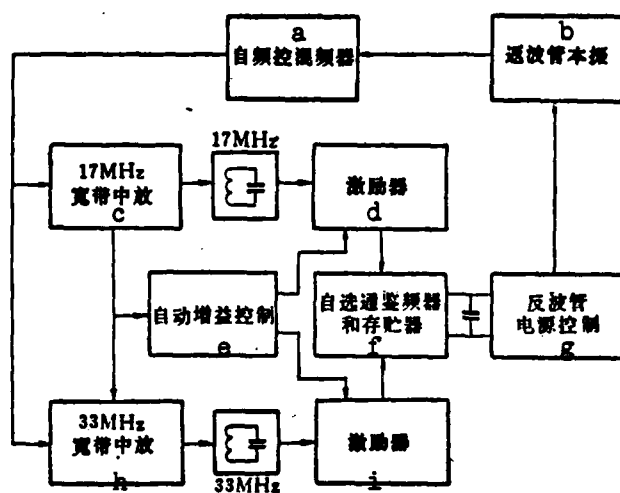 a
自频控混频器
b
返波管本振
17MHz
17MHz
宽带中放
c
激励器
d
自动增益控制
e
自选通鉴频器
和存贮器
f
反波管
电源控制
g
33MHz
宽带中放
h
33MHz
激励器
i